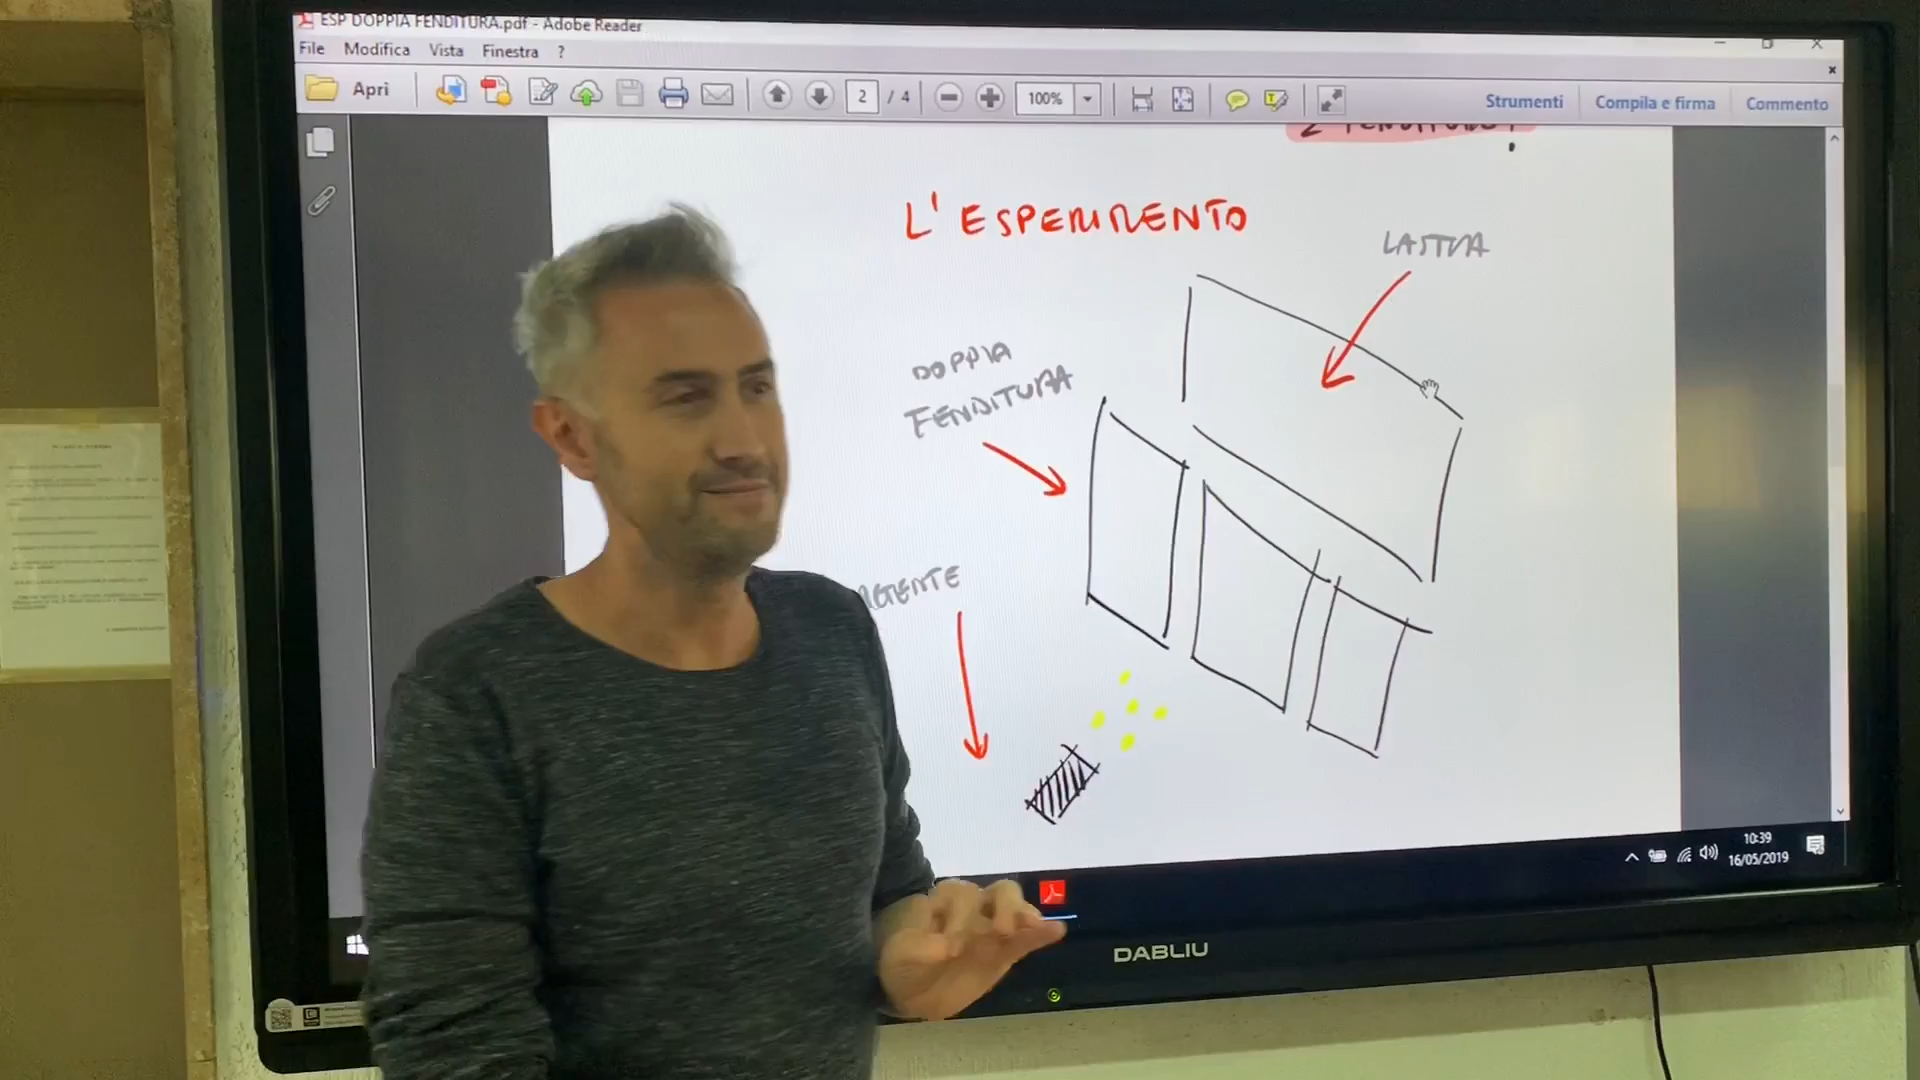 ESP DOPPIA FENDITURA.pdf - Adobe Reader
File Modifica Vista Finestra ?
Apri 2 / 4 100% Strumenti Compila e firma Commento
L'ESPERIMENTO
LASTRA
DOPPIA
FENDITURA
10:39
16/05/2019
DABLIU